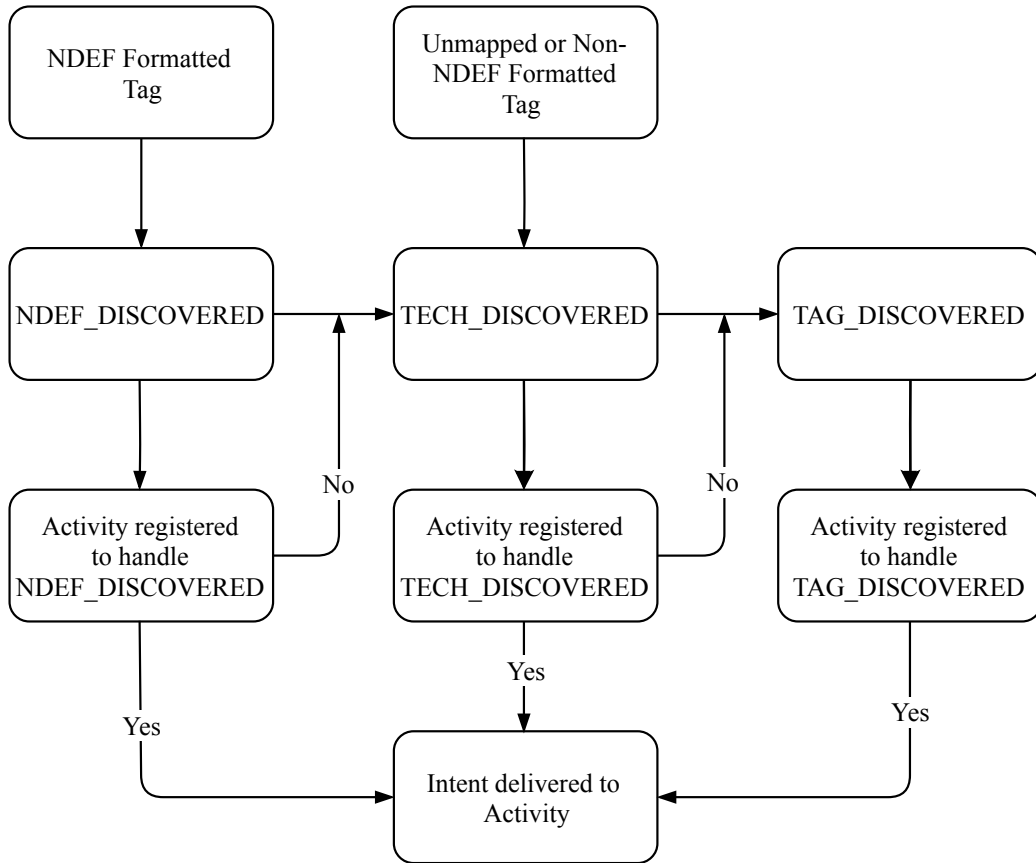 NDEF Formatted
Tag
Unmapped or Non-
NDEF Formatted
Tag
NDEF_DISCOVERED
TECH_DISCOVERED
TAG_DISCOVERED
No
No
Activity registered
to handle
NDEF_DISCOVERED
Activity registered
to handle
TECH_DISCOVERED
Activity registered
to handle
TAG_DISCOVERED
Yes
Yes
Yes
Intent delivered to
Activity